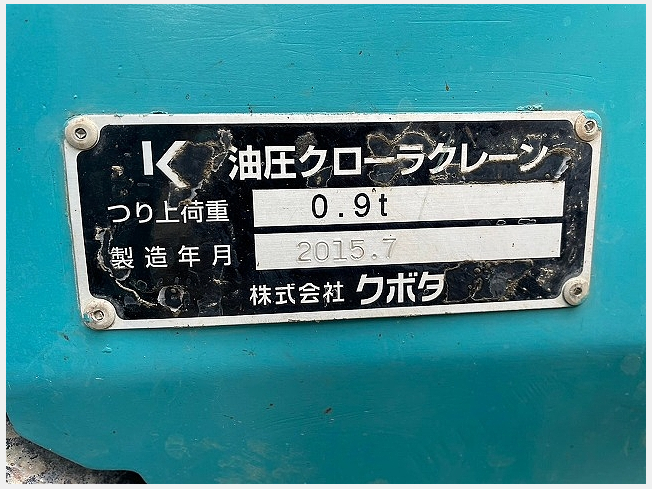 K 油圧クローラクレーン
つり上荷重 0.9t
製造年月 2015.7
株式会社 クボタ